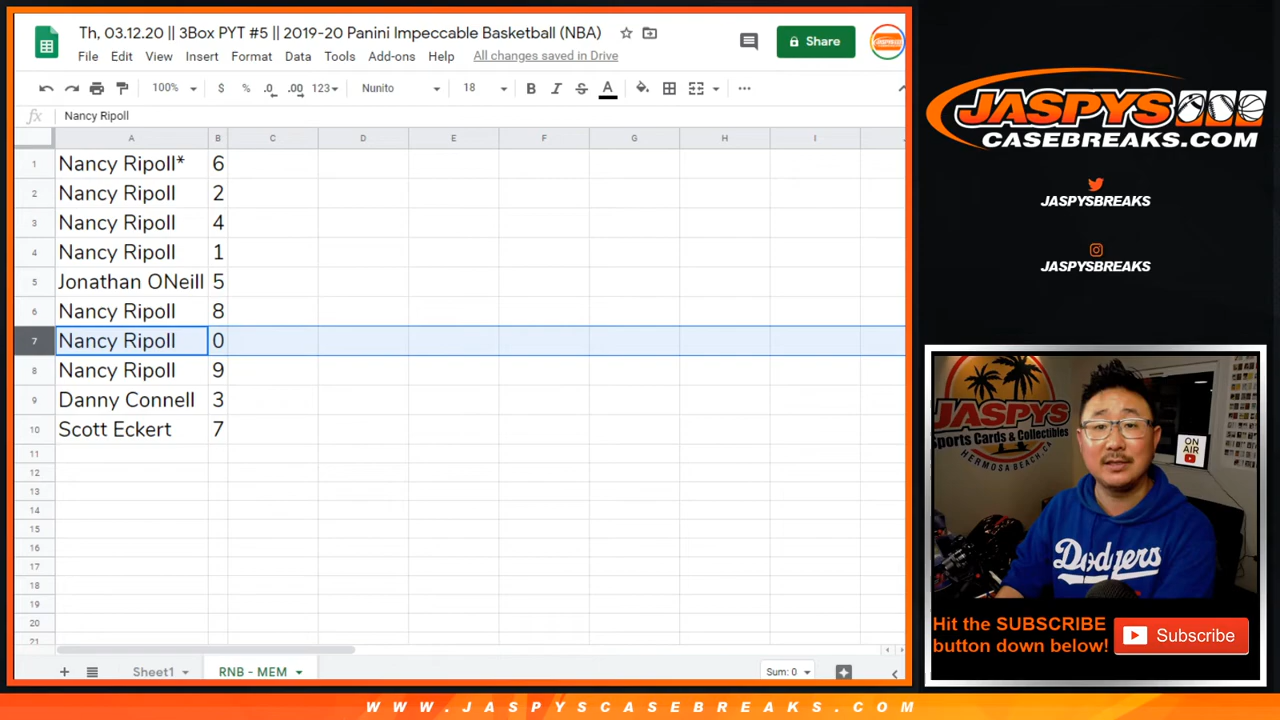 Th, 03.12.20 || 3Box PYT #5 || 2019-20 Panini Impeccable Basketball (NBA)
File Edit View Insert Format Data Tools Add-ons Help All changes saved in Drive
Share
100% $ % .0 .00 123 Nunito 18 B I S A
fx Nancy Ripoll
A B C D E F G H I
1 Nancy Ripoll* 6
2 Nancy Ripoll 2
3 Nancy Ripoll 4
4 Nancy Ripoll 1
5 Jonathan ONeill 5
6 Nancy Ripoll 8
7 Nancy Ripoll 0
8 Nancy Ripoll 9
9 Danny Connell 3
10 Scott Eckert 7
11
12
13
14
15
16
17
18
19
20
21
Sheet1 RNB - MEM Sum: 0
JASPYS
CASEBREAKS.COM
JASPYSBREAKS
JASPYSBREAKS
JASPYS
Sports Cards & Collectibles
HERMOSA BEACH, CA
ON
AIR
Dodgers
Hit the SUBSCRIBE
button down below!
Subscribe
WWW.JASPYSCASEBREAKS.COM